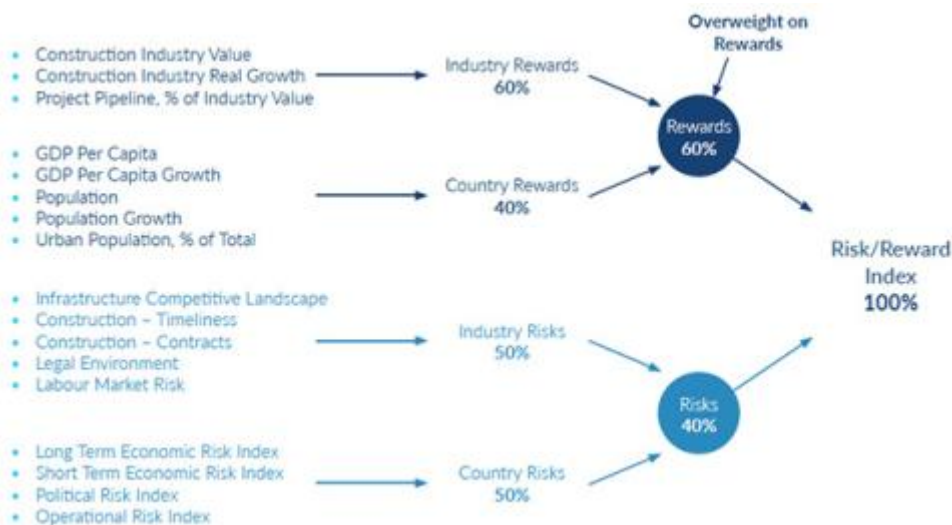 Overweight on
Rewards
• Construction Industry Value
• Construction Industry Real Growth
• Project Pipeline, % of Industry Value
Industry Rewards
60%
Rewards
60%
• GDP Per Capita
• GDP Per Capita Growth
• Population
• Population Growth
• Urban Population, % of Total
Country Rewards
40%
Risk/Reward
Index
100%
• Infrastructure Competitive Landscape
• Construction – Timeliness
• Construction – Contracts
• Legal Environment
• Labour Market Risk
Industry Risks
50%
Risks
40%
• Long Term Economic Risk Index
• Short Term Economic Risk Index
• Political Risk Index
• Operational Risk Index
Country Risks
50%